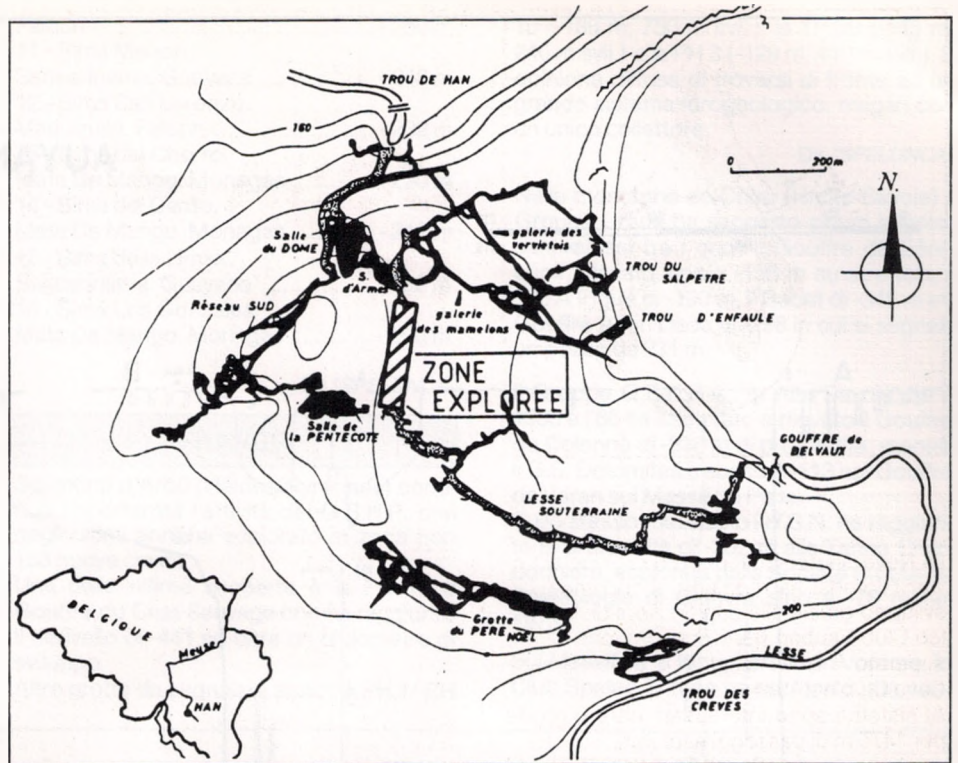 TROU DE HAN
160
0 200m
N.
Salle
du DOME
S.
d'Armes
galerie des
verviétois
TROU DU
SALPETRE
TROU D'ENFAULE
Réseau SUD
galerie
des mamelons
ZONE
EXPLOREE
Salle de
la PENTECOTE
GOUFFRE de
BELVAUX
LESSE
SOUTERRAINE
Grotte
du PERE NOËL
200
LESSE
TROU DES
CREVES
BELGIQUE
Meuse
HAN